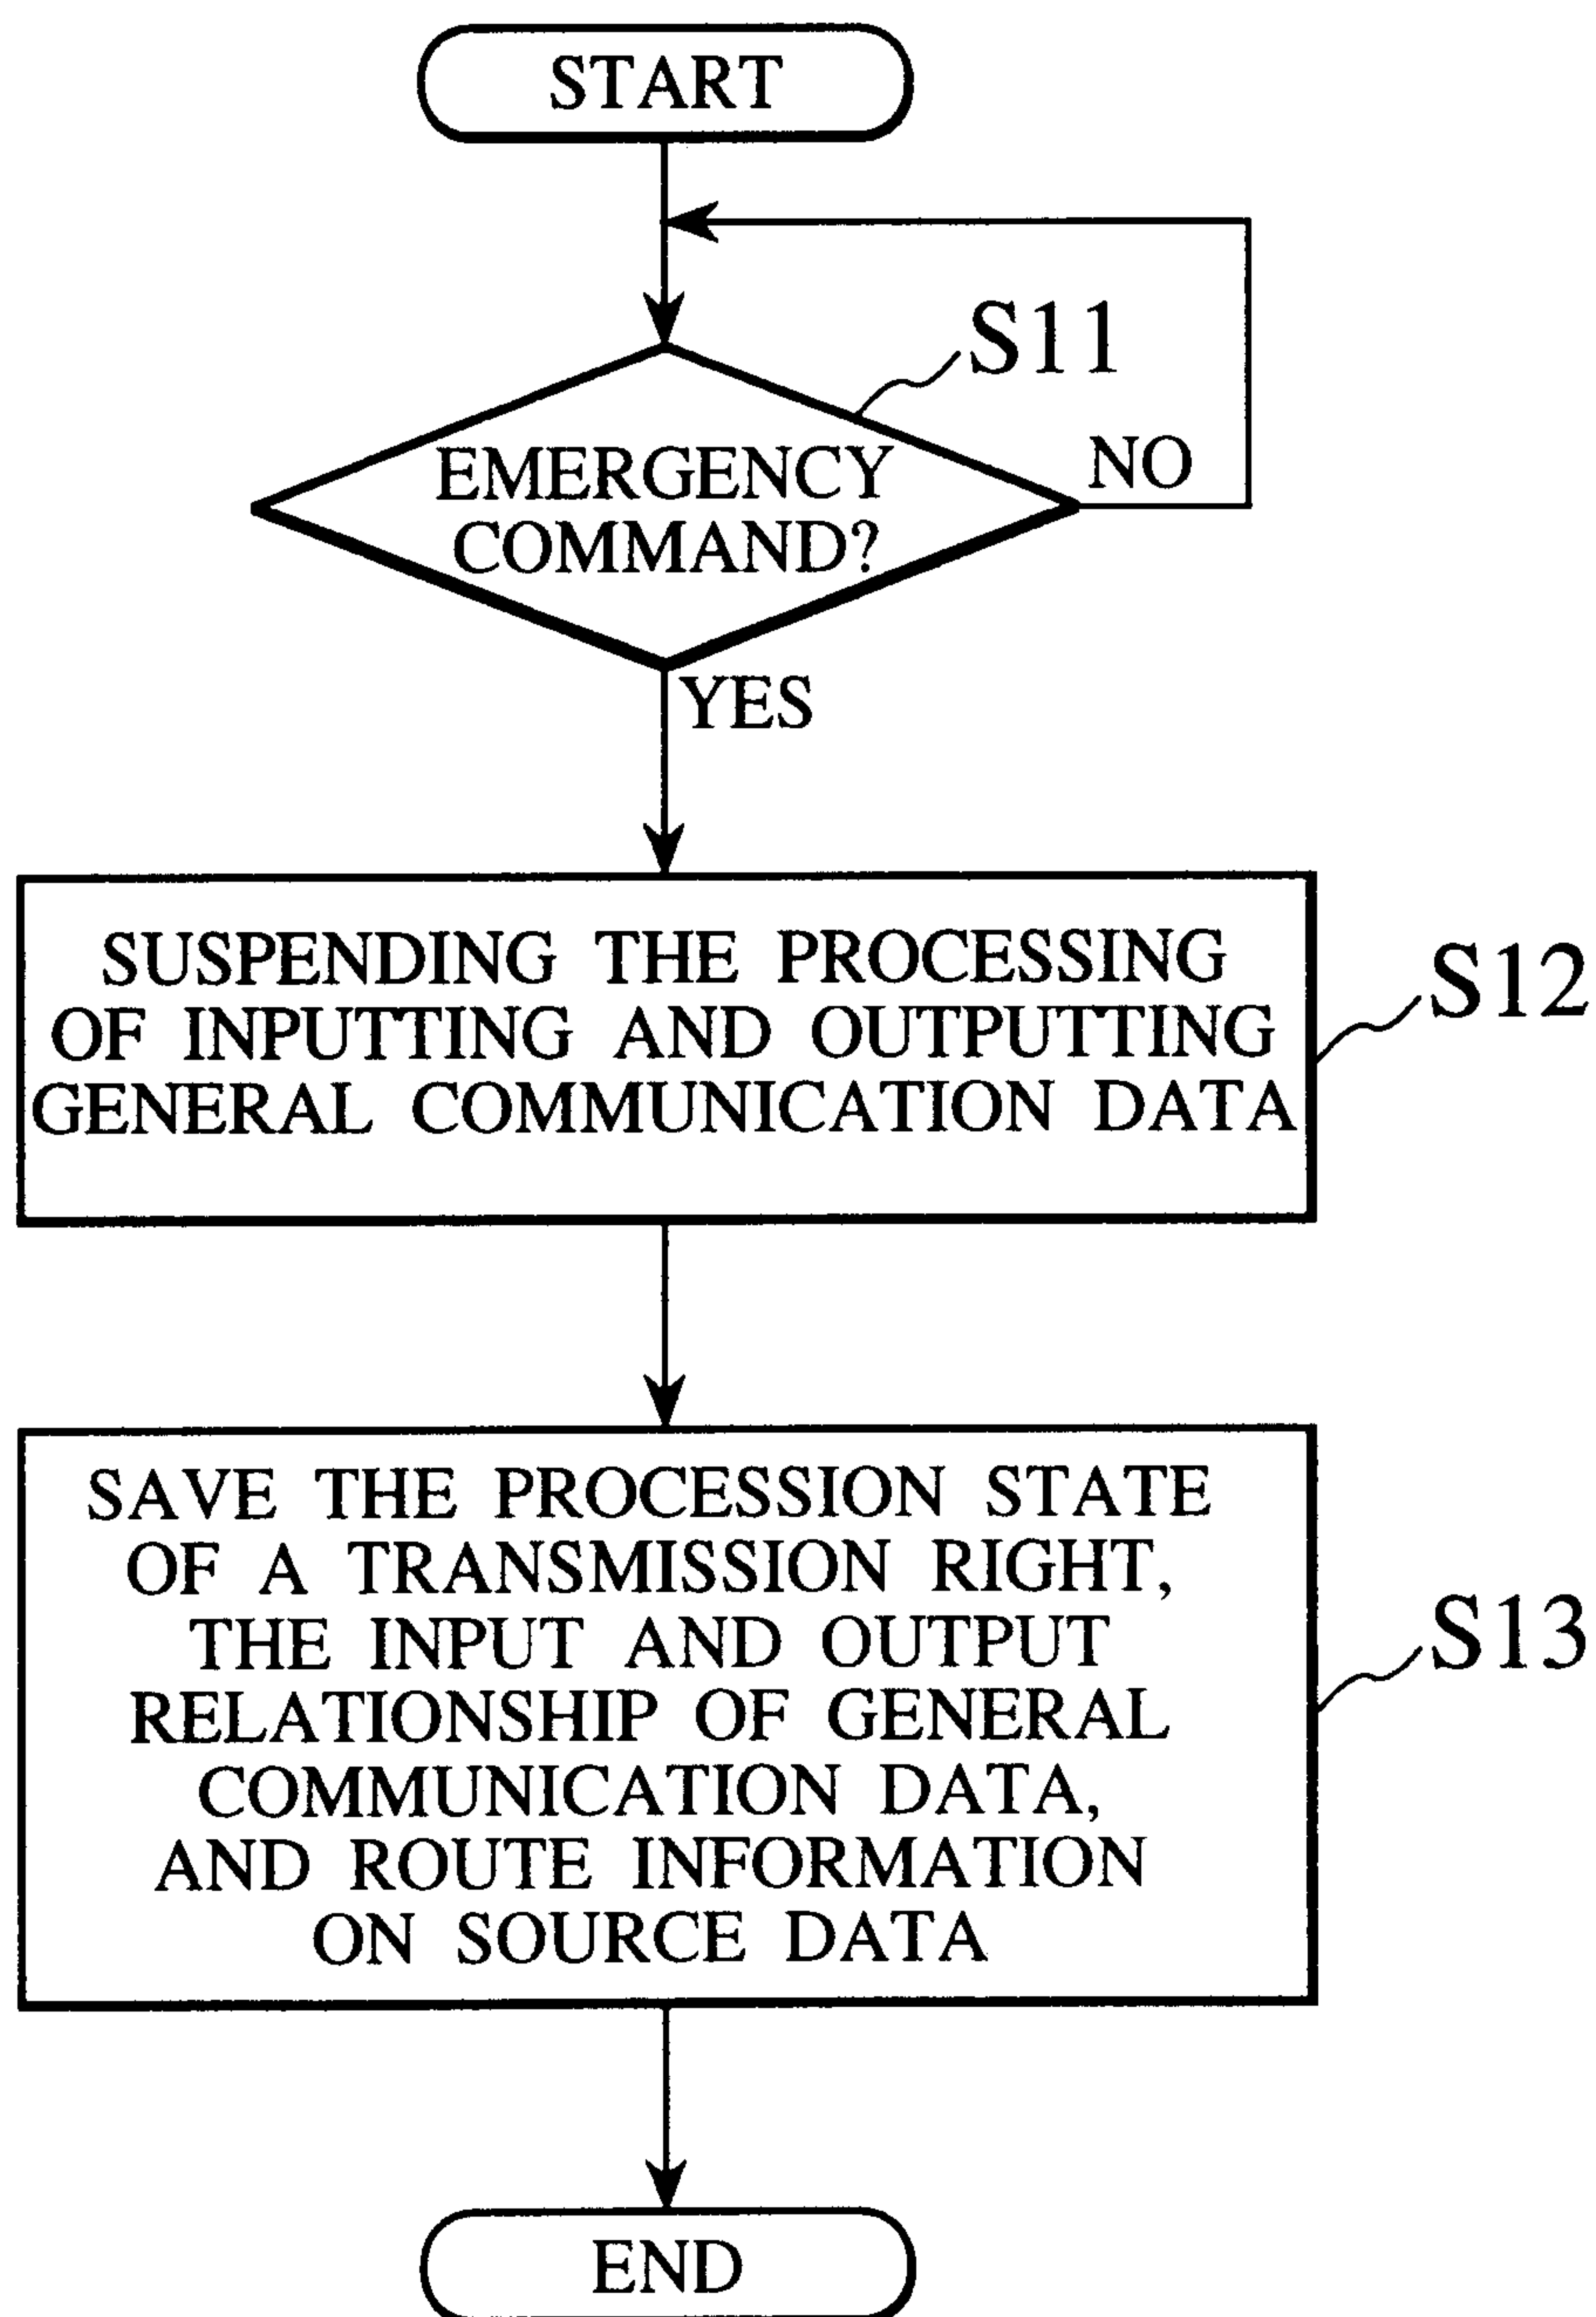 START
S11
EMERGENCY
COMMAND?
NO
YES
SUSPENDING THE PROCESSING
OF INPUTTING AND OUTPUTTING
GENERAL COMMUNICATION DATA
S12
SAVE THE PROCESSION STATE
OF A TRANSMISSION RIGHT,
THE INPUT AND OUTPUT
RELATIONSHIP OF GENERAL
COMMUNICATION DATA,
AND ROUTE INFORMATION
ON SOURCE DATA
S13
END